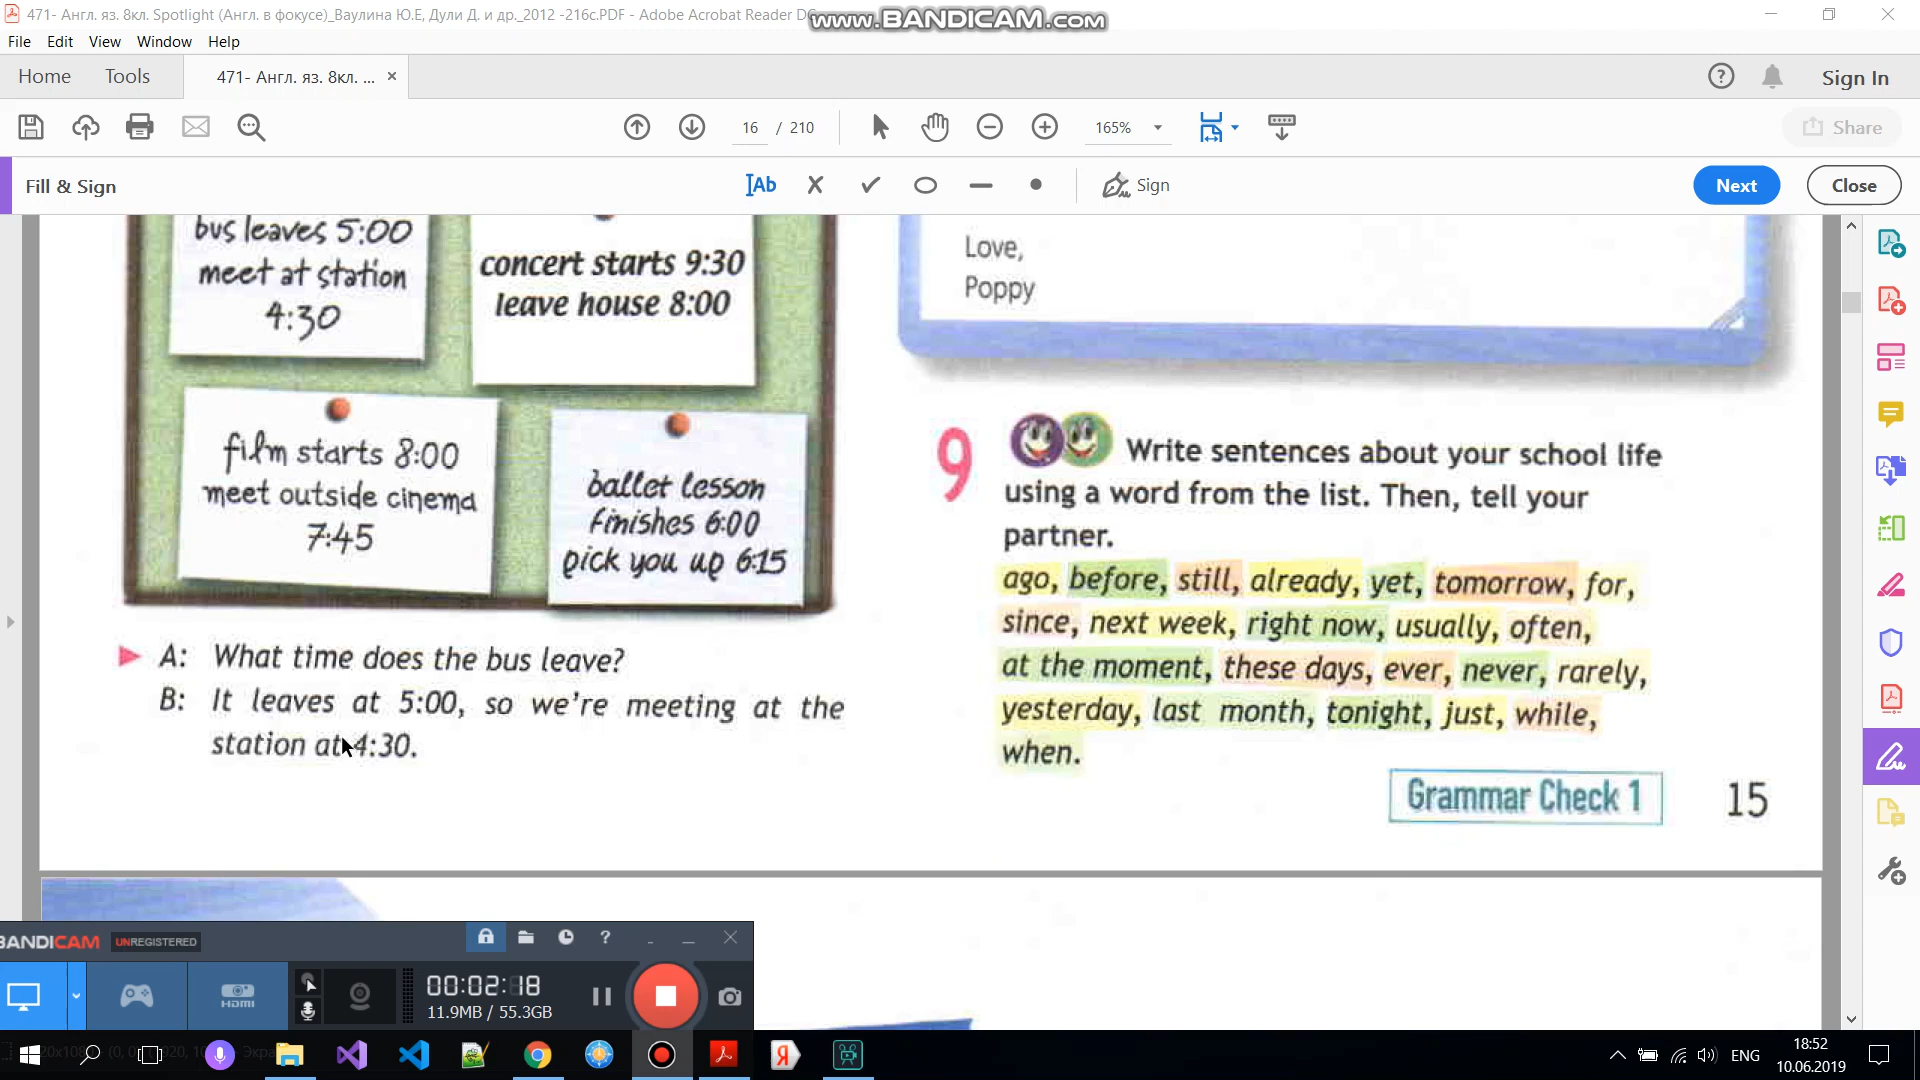 471- Англ. яз. 8кл. Spotlight (Англ. в фокусе)_Ваулина Ю.Е, Дули Д. и др._2012 -216с.PDF - Adobe Acrobat Reader DC
www.BANDICAM.com
File Edit View Window Help
Home Tools 471- Англ. яз. 8кл. ... Sign In
16 / 210 165% Share
Fill & Sign Sign Next Close
bus leaves 5:00
meet at station
4:30
concert starts 9:30
leave house 8:00
film starts 8:00
meet outside cinema
7:45
ballet lesson
finishes 6:00
pick you up 6:15
A: What time does the bus leave?
B: It leaves at 5:00, so we're meeting at the
station at 4:30.
Love,
Poppy
9 Write sentences about your school life
using a word from the list. Then, tell your
partner.
ago, before, still, already, yet, tomorrow, for,
since, next week, right now, usually, often,
at the moment, these days, ever, never, rarely,
yesterday, last month, tonight, just, while,
when.
Grammar Check 1 15
BANDICAM UNREGISTERED
HDMI
00:02:18
11.9MB / 55.3GB
ENG
18:52
10.06.2019